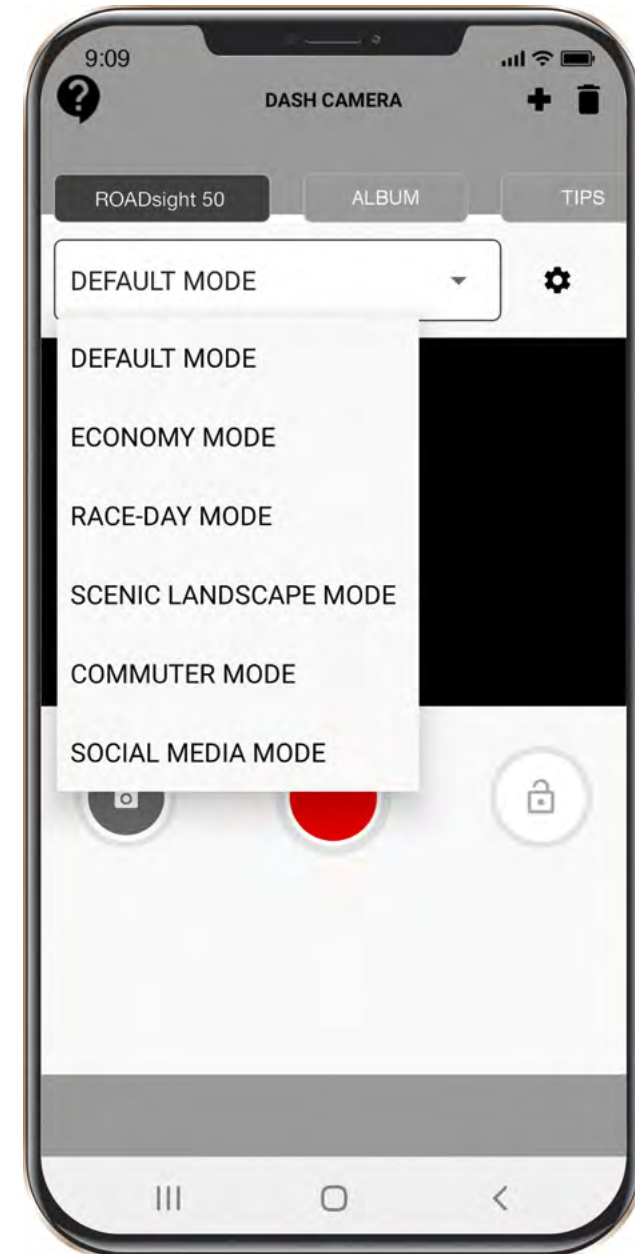 9:09
DASH CAMERA
ROADsight 50
ALBUM
TIPS
DEFAULT MODE
DEFAULT MODE
ECONOMY MODE
RACE-DAY MODE
SCENIC LANDSCAPE MODE
COMMUTER MODE
SOCIAL MEDIA MODE